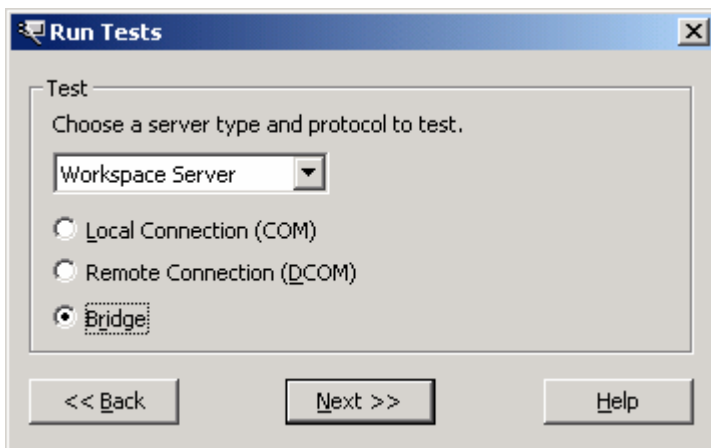 Run Tests
Test
Choose a server type and protocol to test.
Workspace Server
Local Connection (COM)
Remote Connection (DCOM)
Bridge
<< Back Next >> Help